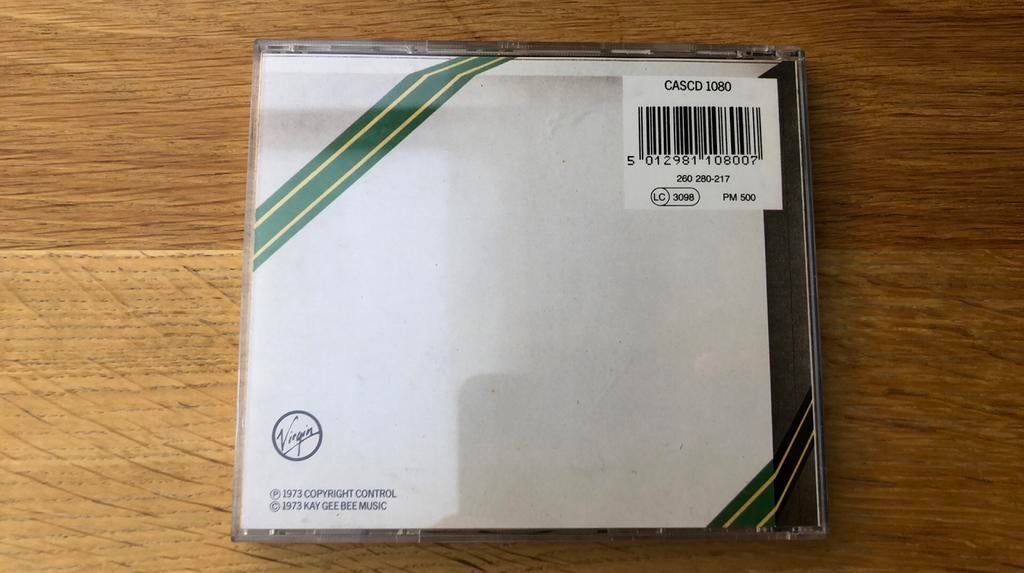 CASCD 1080
5 012981 108007
260 280-217
LC 3098 PM 500
Virgin
Ⓟ 1973 COPYRIGHT CONTROL
© 1973 KAY GEE BEE MUSIC